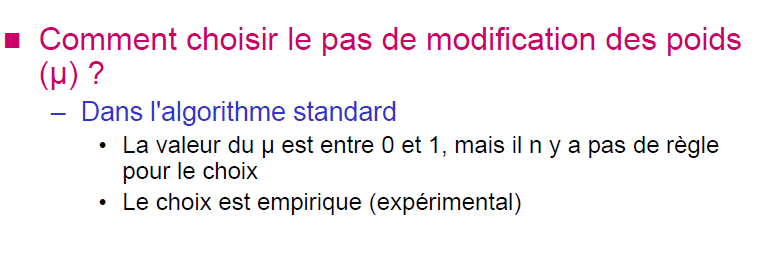 ■ Comment choisir le pas de modification des poids
(µ) ?
– Dans l'algorithme standard
• La valeur du µ est entre 0 et 1, mais il n y a pas de règle
pour le choix
• Le choix est empirique (expérimental)